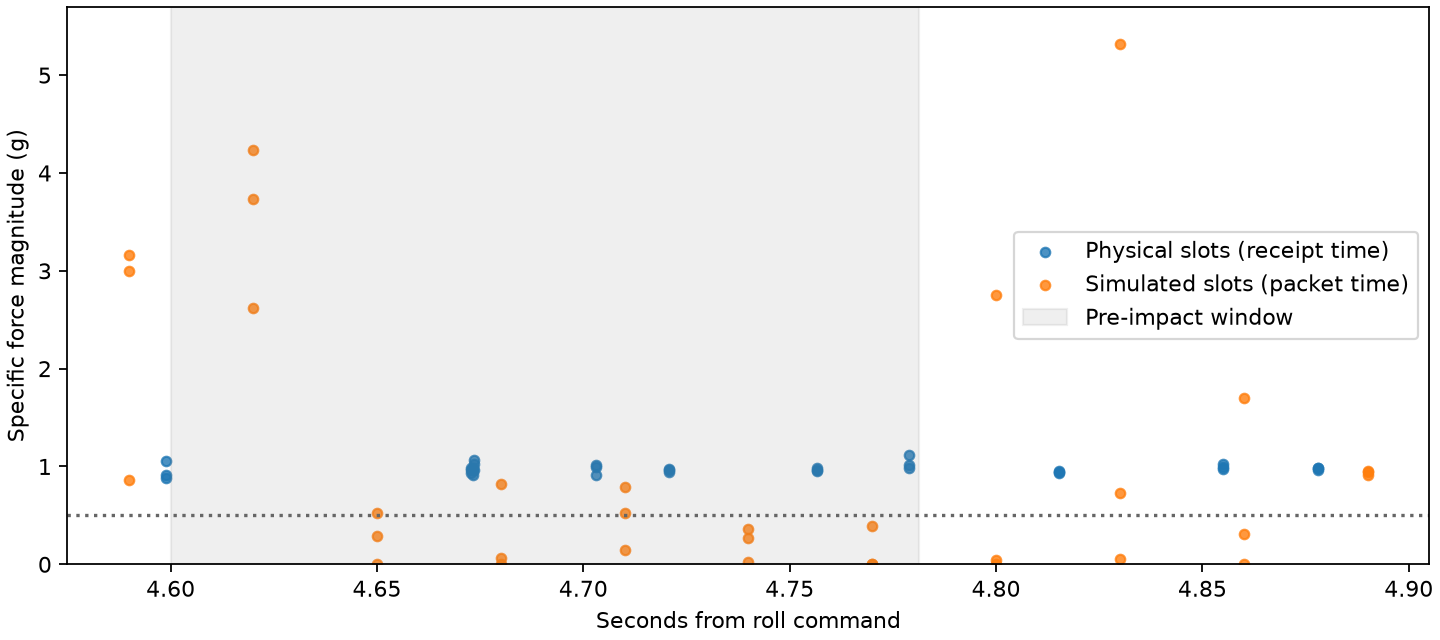 5
4
3
2
1
0
Specific force magnitude (g)
Physical slots (receipt time)
Simulated slots (packet time)
Pre-impact window
4.60 4.65 4.70 4.75 4.80 4.85 4.90
Seconds from roll command